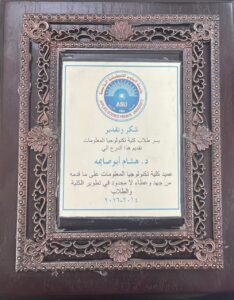 ASU
شكر وتقدير
يسر طلاب كلية تكنولوجيا المعلومات
تقديم هذا الدرع الى
د. هشام أبوصايمه
عميد كلية تكنولوجيا المعلومات على ما قدمه
من جهد وعطاء لا محدود في تطوير الكلية
والطلاب
٢٠١٤-٢٠١٦